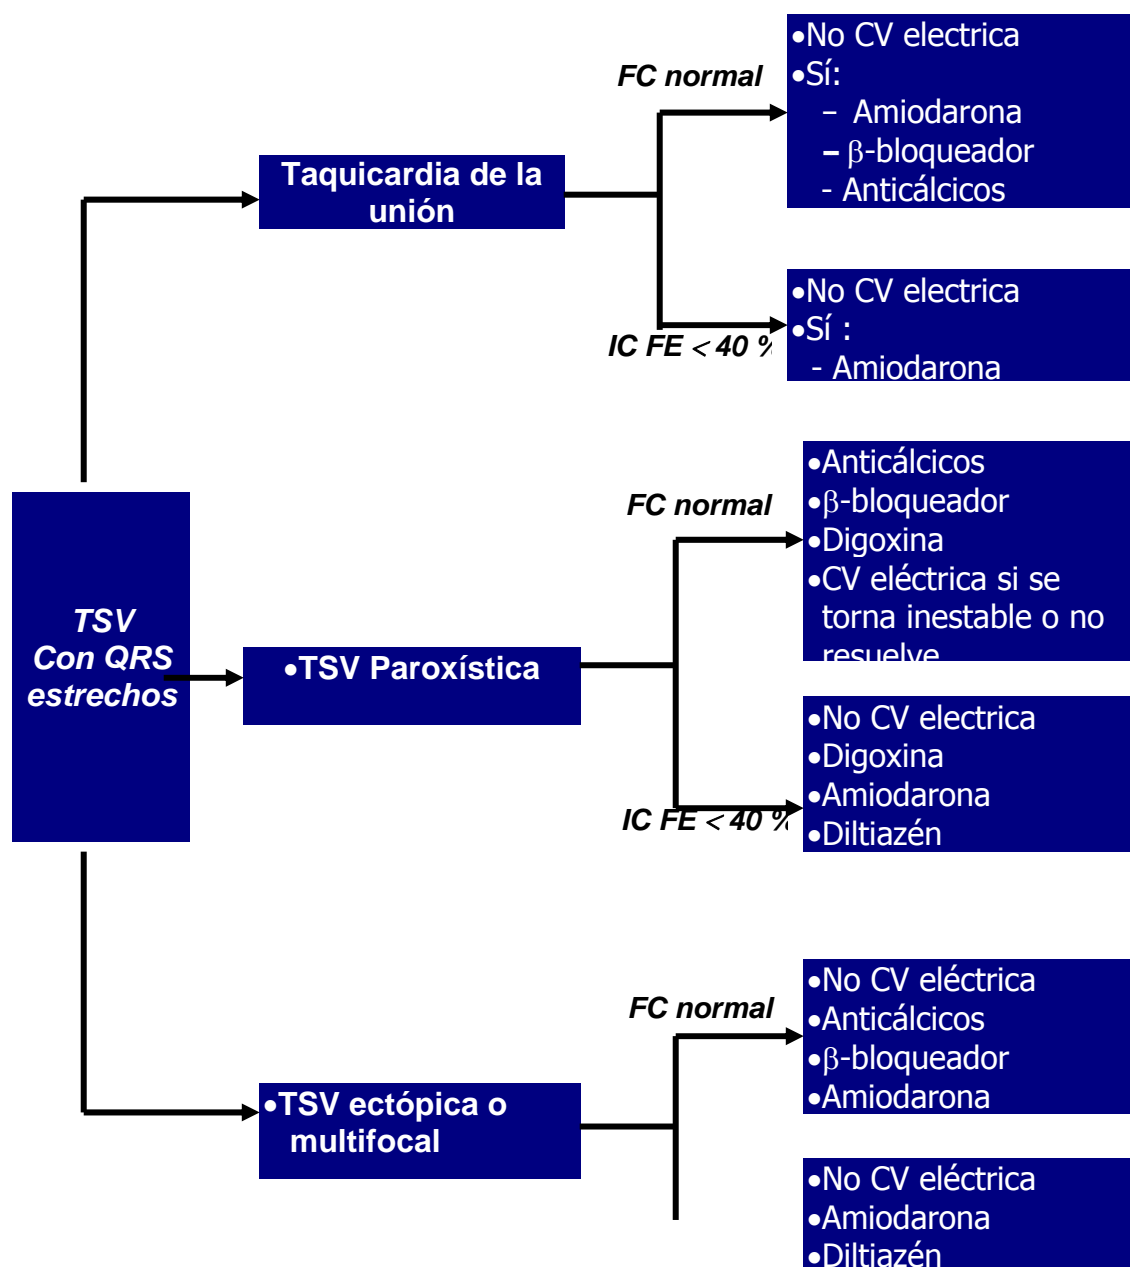 •No CV electrica
•Sí:
– Amiodarona
– β-bloqueador
- Anticálcicos
FC normal
Taquicardia de la
unión
IC FE < 40 %
•No CV electrica
•Sí :
- Amiodarona
TSV
Con QRS
estrechos
•TSV Paroxística
FC normal
•Anticálcicos
•β-bloqueador
•Digoxina
•CV eléctrica si se
torna inestable o no
resuelve
IC FE < 40 %
•No CV electrica
•Digoxina
•Amiodarona
•Diltiazén
•TSV ectópica o
multifocal
FC normal
•No CV eléctrica
•Anticálcicos
•β-bloqueador
•Amiodarona
•No CV eléctrica
•Amiodarona
•Diltiazén